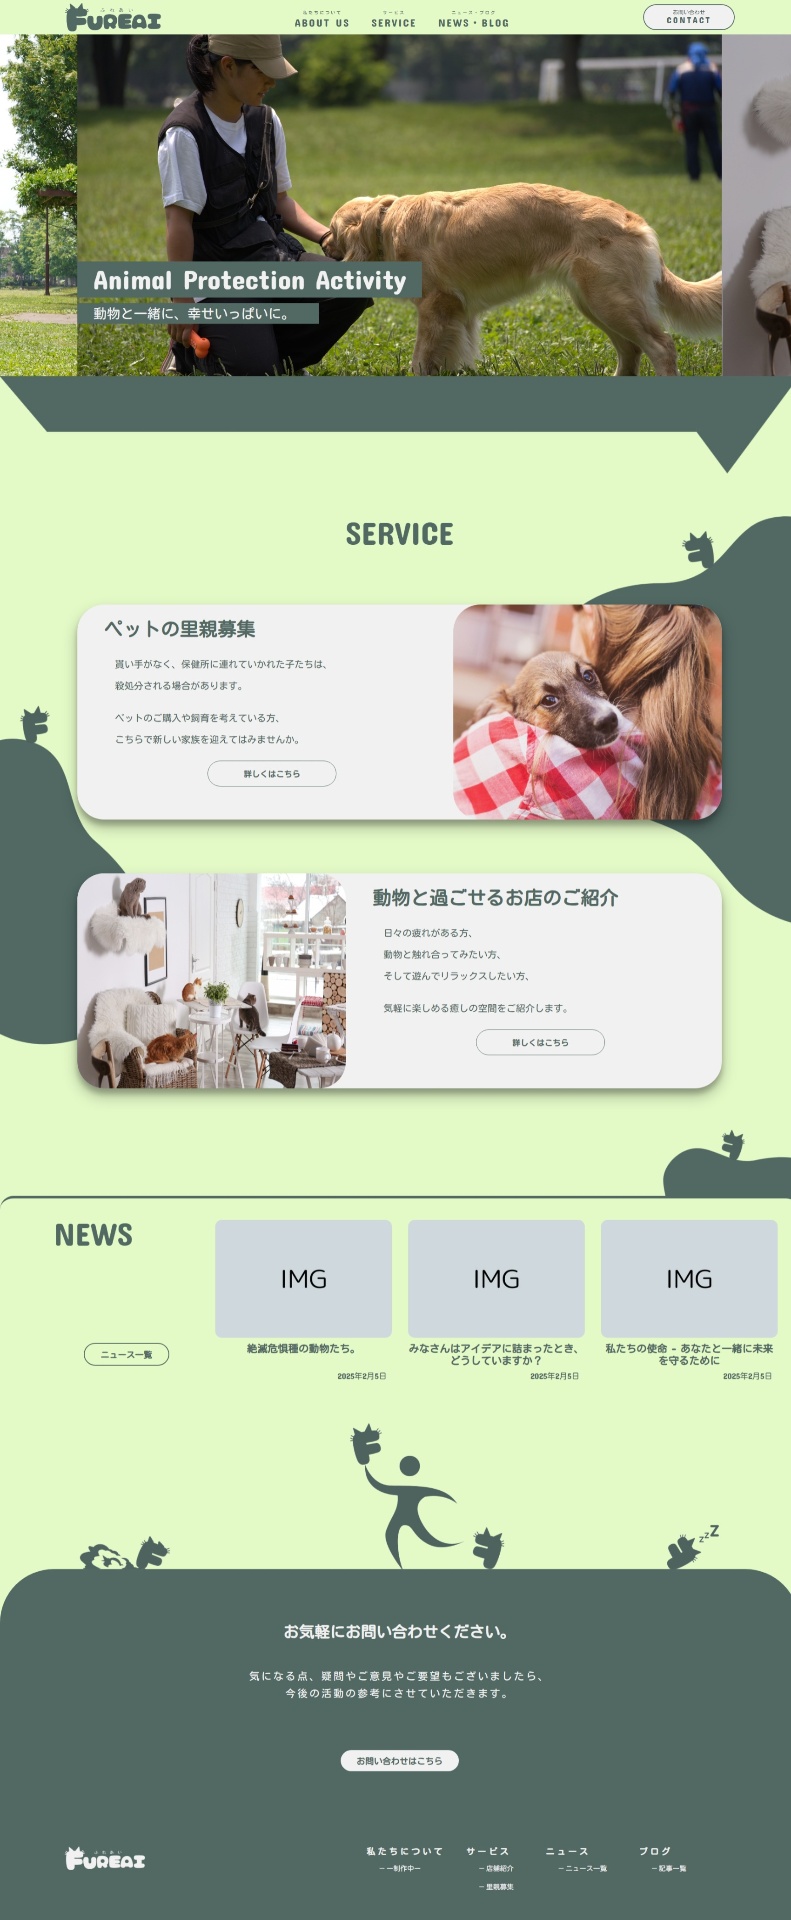 ふれあい
FUREAI
私たちについて
ABOUT US
サービス
SERVICE
ニュース・ブログ
NEWS・BLOG
お問い合わせ
CONTACT
Animal Protection Activity
動物と一緒に、幸せいっぱいに。
SERVICE
ペットの里親募集
貰い手がなく、保健所に連れていかれた子たちは、
殺処分される場合があります。
ペットのご購入や飼育を考えている方、
こちらで新しい家族を迎えてはみませんか。
詳しくはこちら
動物と過ごせるお店のご紹介
日々の疲れがある方、
動物と触れ合ってみたい方、
そして遊んでリラックスしたい方、
気軽に楽しめる癒しの空間をご紹介します。
詳しくはこちら
NEWS
ニュース一覧
IMG
絶滅危惧種の動物たち。
2025年2月5日
IMG
みなさんはアイデアに詰まったとき、
どうしていますか？
2025年2月5日
IMG
私たちの使命 - あなたと一緒に未来
を守るために
2025年2月5日
zzZ
お気軽にお問い合わせください。
気になる点、疑問やご意見やご要望もございましたら、
今後の活動の参考にさせていただきます。
お問い合わせはこちら
ふれあい
FUREAI
私たちについて
ー ー制作中ー
サービス
ー 店舗紹介
ー 里親募集
ニュース
ー ニュース一覧
ブログ
ー 記事一覧